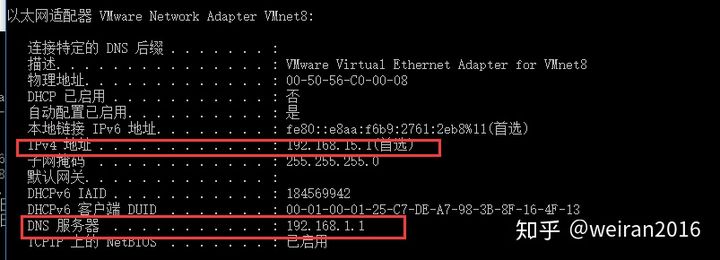 以太网适配器 VMware Network Adapter VMnet8:
连接特定的 DNS 后缀 . . . . . . . :
描述. . . . . . . . . . . . . . . : VMware Virtual Ethernet Adapter for VMnet8
物理地址. . . . . . . . . . . . . : 00-50-56-C0-00-08
DHCP 已启用 . . . . . . . . . . . : 否
自动配置已启用. . . . . . . . . . : 是
本地链接 IPv6 地址. . . . . . . . : fe80::e8aa:f6b9:2761:2eb8%11(首选)
IPv4 地址 . . . . . . . . . . . . : 192.168.15.1(首选)
子网掩码 . . . . . . . . . . . . : 255.255.255.0
默认网关. . . . . . . . . . . . . :
DHCPv6 IAID . . . . . . . . . . . : 184569942
DHCPv6 客户端 DUID . . . . . . . : 00-01-00-01-25-C7-DE-A7-98-3B-8F-16-4F-13
DNS 服务器 . . . . . . . . . . . : 192.168.1.1
TCPIP 上的 NetBIOS . . . . . . . : 已启用
知乎 @weiran2016